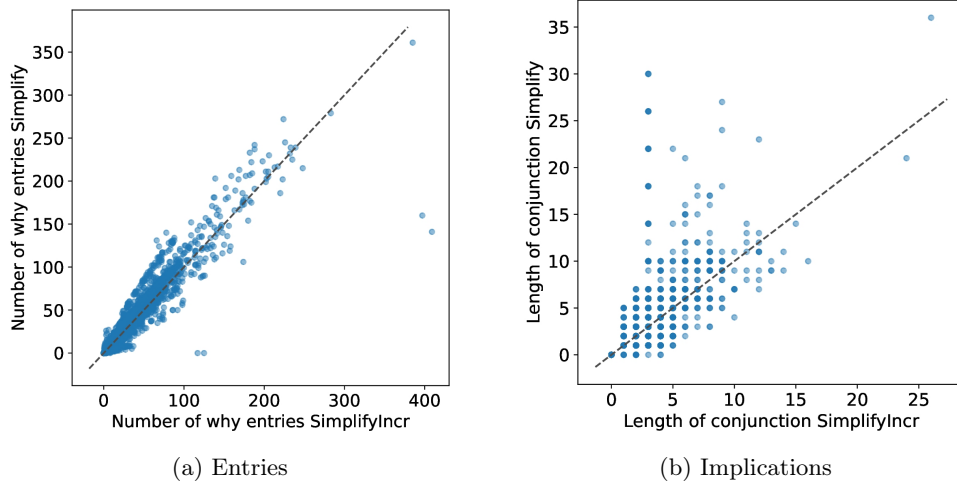 350
300
250
200
150
100
50
0
0 100 200 300 400
Number of why entries Simplify
Number of why entries SimplifyIncr
(a) Entries
35
30
25
20
15
10
5
0
0 5 10 15 20 25
Length of conjunction Simplify
Length of conjunction SimplifyIncr
(b) Implications